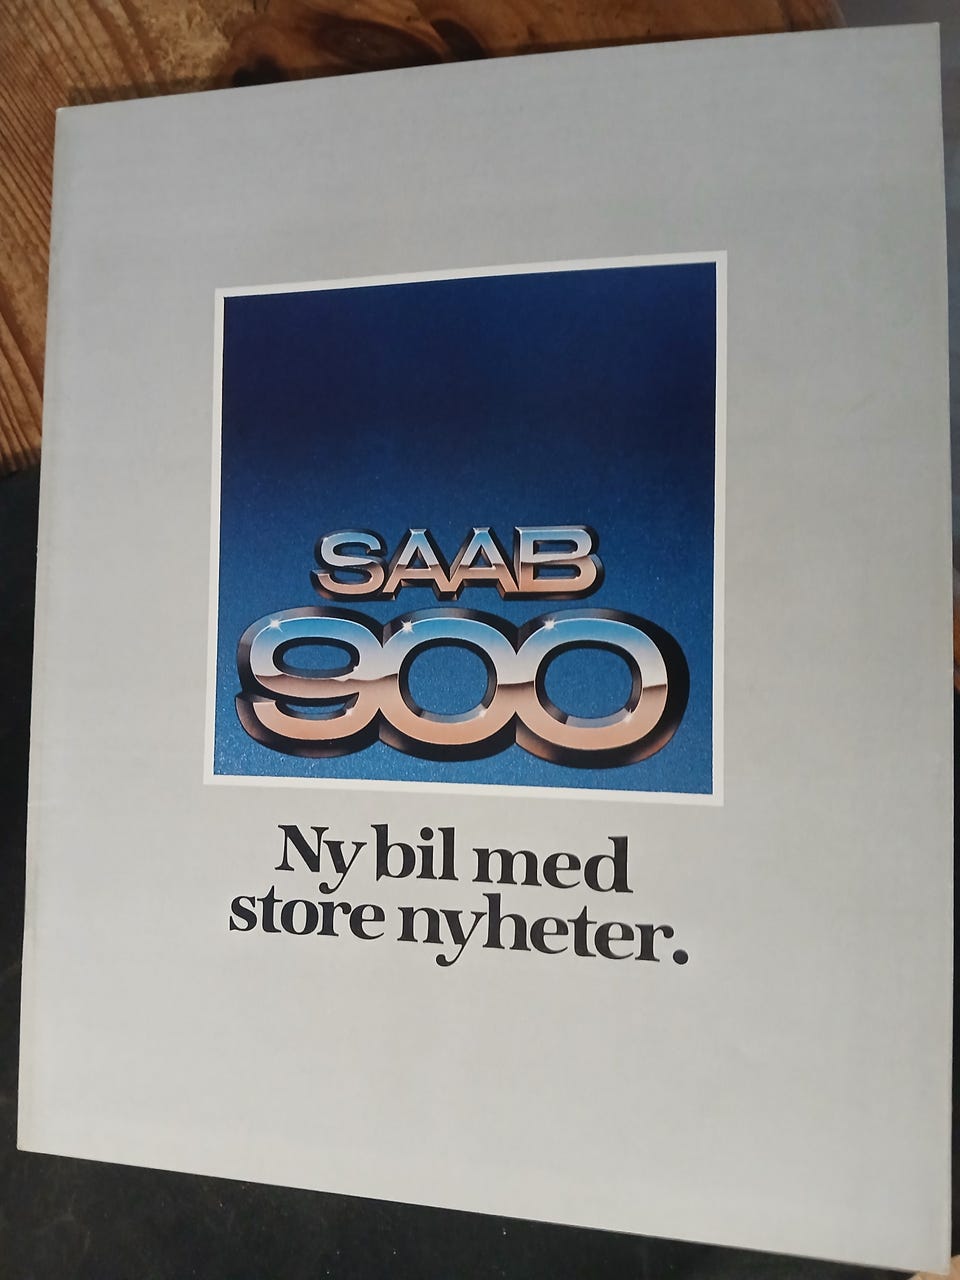 SAAB
900
Ny bil med
store nyheter.